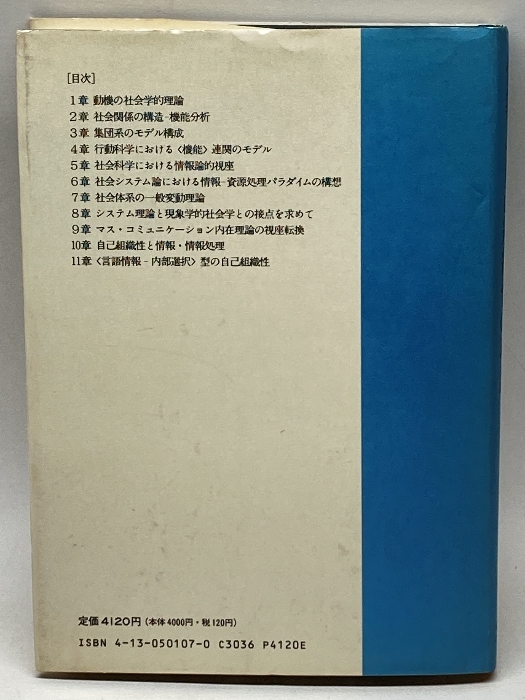 [目次]
1章 動機の社会学的理論
2章 社会関係の構造-機能分析
3章 集団系のモデル構成
4章 行動科学における〈機能〉連関のモデル
5章 社会科学における情報論的視座
6章 社会システム論における情報-資源処理パラダイムの構想
7章 社会体系の一般変動理論
8章 システム理論と現象学的社会学との接点を求めて
9章 マス・コミュニケーション内在理論の視座転換
10章 自己組織性と情報・情報処理
11章 〈言語情報-内部選択〉型の自己組織性
定価4120円(本体4000円・税120円)
ISBN 4-13-050107-0 C3036 P4120E